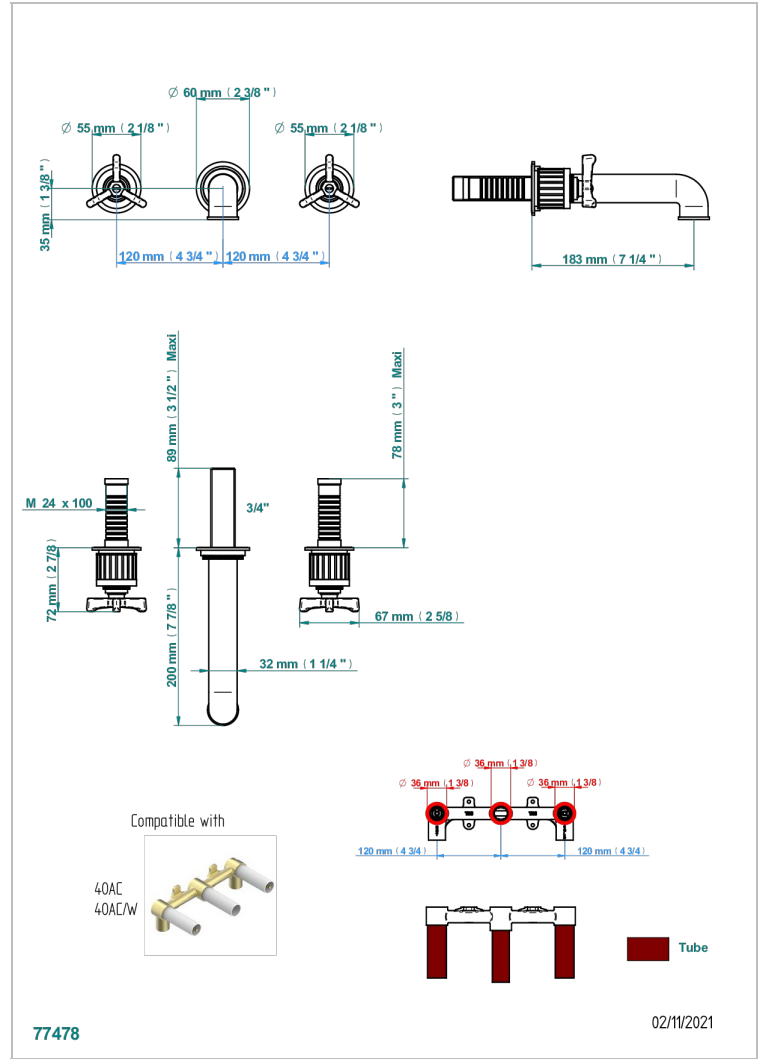 Ø 60 mm ( 2 3/8 " )
Ø 55 mm ( 2 1/8 " )
Ø 55 mm ( 2 1/8 " )
35 mm ( 1 3/8 " )
120 mm ( 4 3/4 " )
120 mm ( 4 3/4 " )
183 mm ( 7 1/4 " )
89 mm ( 3 1/2 " ) Maxi
78 mm ( 3 " ) Maxi
M 24 x 100
3/4"
72 mm ( 2 7/8)
67 mm ( 2 5/8)
200 mm ( 7 7/8 " )
32 mm ( 1 1/4 " )
Ø 36 mm ( 1 3/8)
Ø 36 mm ( 1 3/8)
Ø 36 mm ( 1 3/8)
120 mm ( 4 3/4)
120 mm ( 4 3/4)
Compatible with
40AC
40AC/W
Tube
77478
02/11/2021